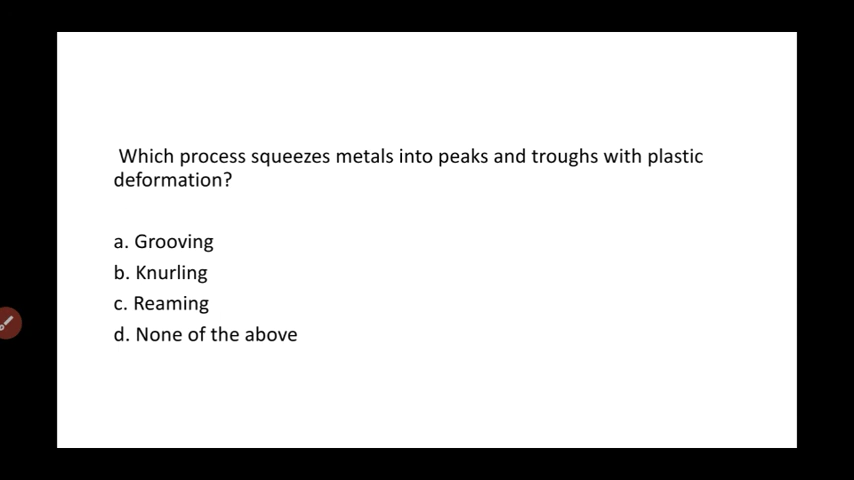 Which process squeezes metals into peaks and troughs with plastic
deformation?
a. Grooving
b. Knurling
c. Reaming
d. None of the above